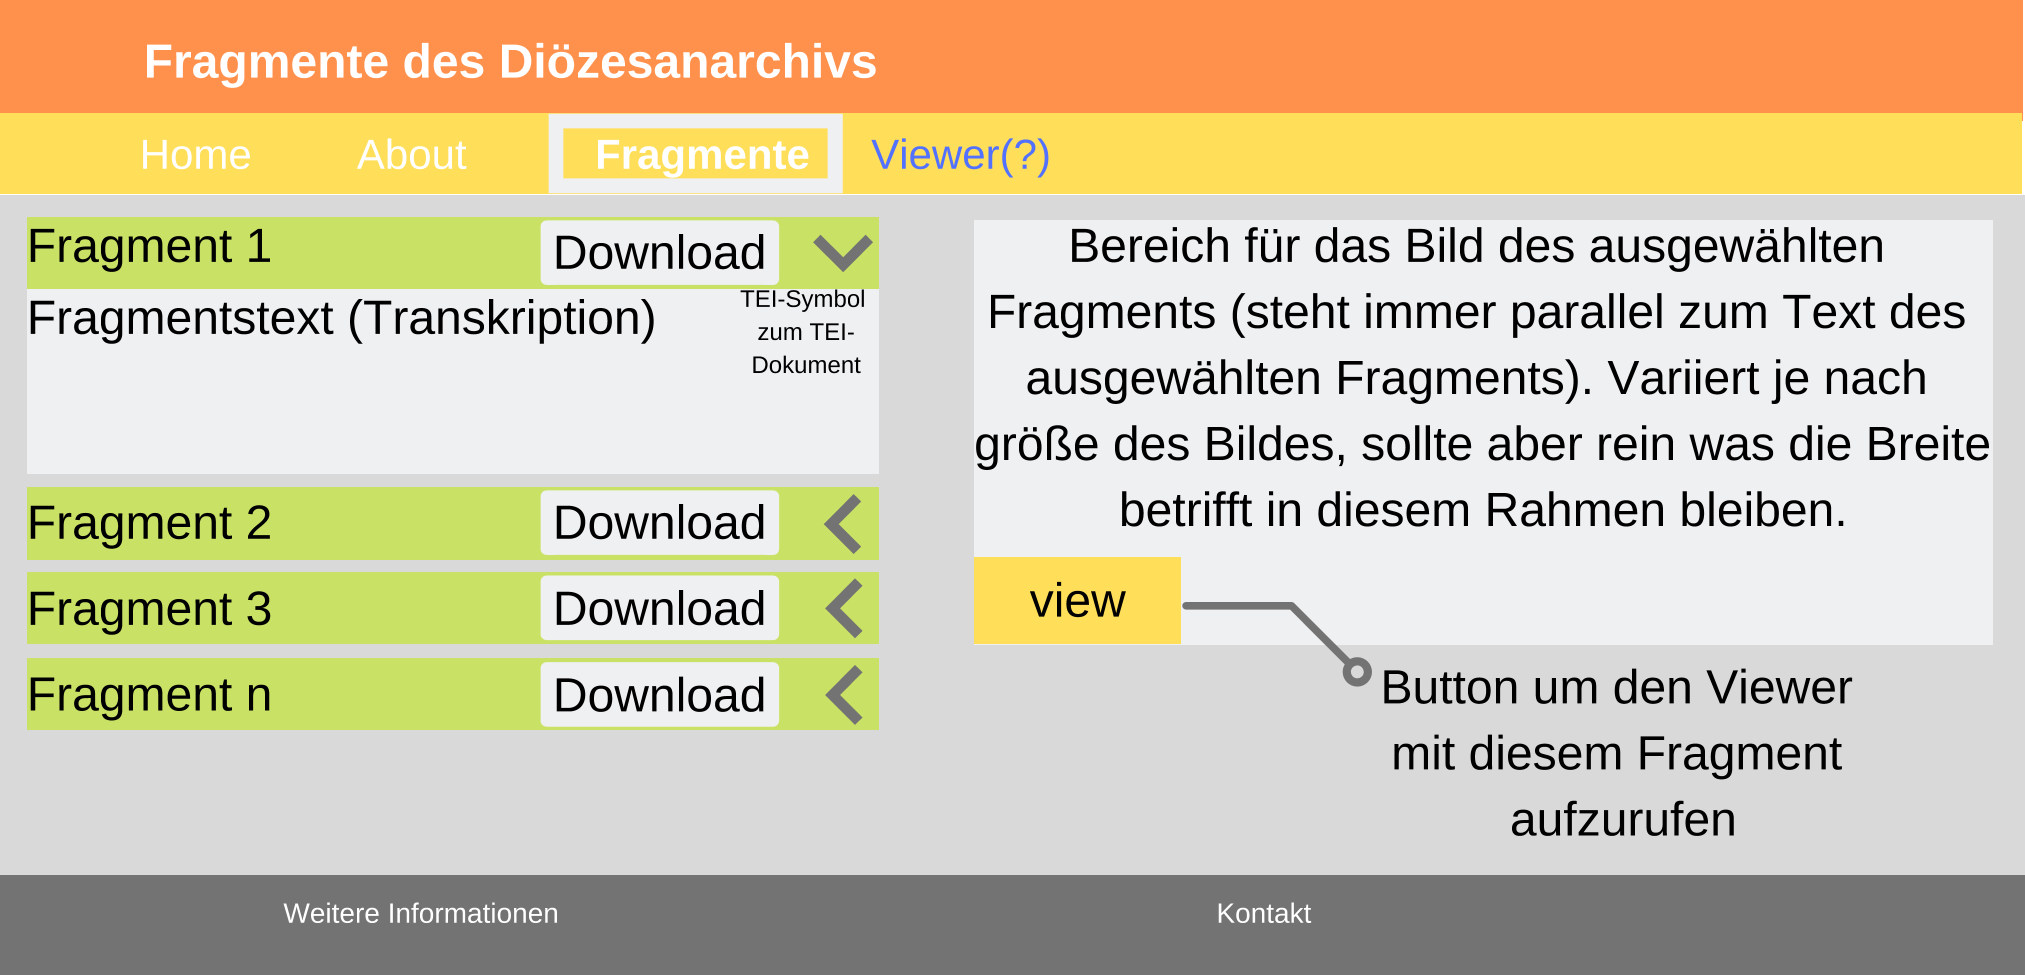 Fragmente des Diözesanarchivs
Home About Fragmente Viewer(?)
Fragment 1 Download
Fragmentstext (Transkription)
TEI-Symbol
zum TEI-
Dokument
Fragment 2 Download
Fragment 3 Download
Fragment n Download
Bereich für das Bild des ausgewählten
Fragments (steht immer parallel zum Text des
ausgewählten Fragments). Variiert je nach
größe des Bildes, sollte aber rein was die Breite
betrifft in diesem Rahmen bleiben.
view
Button um den Viewer
mit diesem Fragment
aufzurufen
Weitere Informationen Kontakt